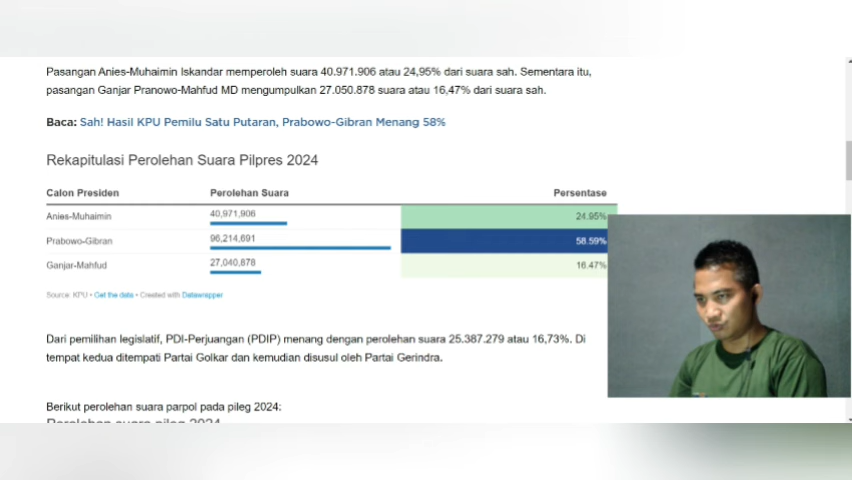 Pasangan Anies-Muhaimin Iskandar memperoleh suara 40.971.906 atau 24,95% dari suara sah. Sementara itu,
pasangan Ganjar Pranowo-Mahfud MD mengumpulkan 27.050.878 suara atau 16,47% dari suara sah.
Baca: Sah! Hasil KPU Pemilu Satu Putaran, Prabowo-Gibran Menang 58%
Rekapitulasi Perolehan Suara Pilpres 2024
Calon Presiden Perolehan Suara Persentase
Anies-Muhaimin 40,971,906 24.95%
Prabowo-Gibran 96,214,691 58.59%
Ganjar-Mahfud 27,040,878 16.47%
Source: KPU • Get the data • Created with Datawrapper
Dari pemilihan legislatif, PDI-Perjuangan (PDIP) menang dengan perolehan suara 25.387.279 atau 16,73%. Di
tempat kedua ditempati Partai Golkar dan kemudian disusul oleh Partai Gerindra.
Berikut perolehan suara parpol pada pileg 2024:
Perolehan suara pileg 2024